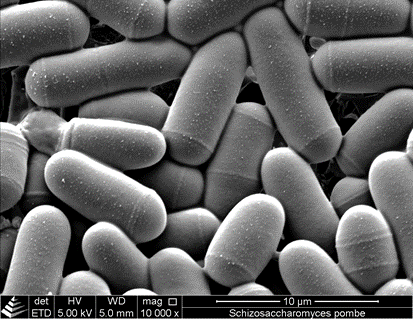 det HV WD mag □ 10 µm
ETD 5.00 kV 5.0 mm 10 000 x Schizosaccharomyces pombe